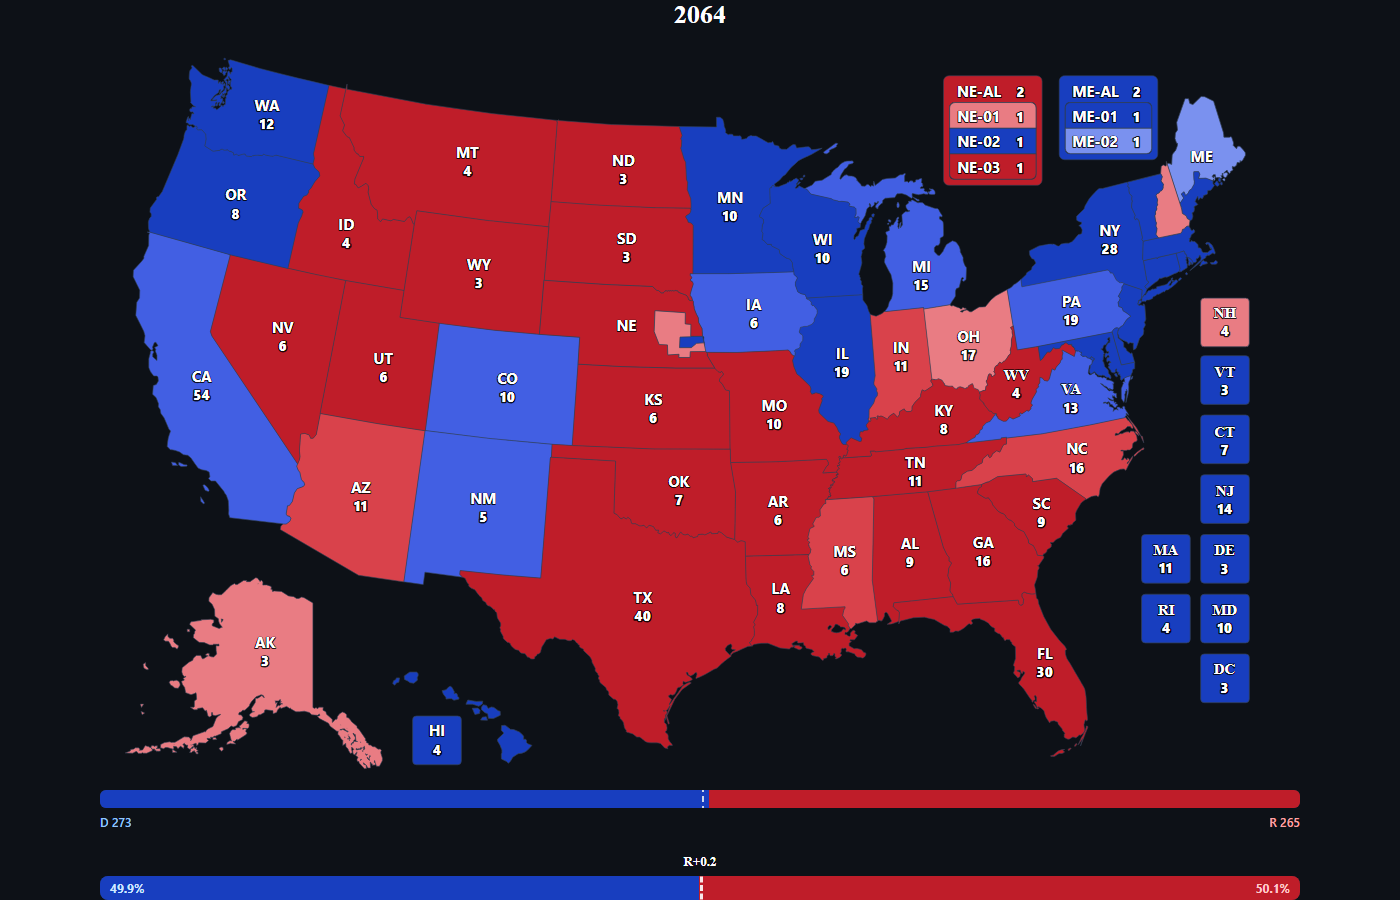 2064
NE-AL 2
NE-01 1
NE-02 1
NE-03 1
ME-AL 2
ME-01 1
ME-02 1
WA
12
OR
8
CA
54
NV
6
ID
4
MT
4
WY
3
UT
6
AZ
11
CO
10
NM
5
ND
3
SD
3
NE
KS
6
OK
7
TX
40
MN
10
IA
6
MO
10
AR
6
LA
8
WI
10
IL
19
MI
15
IN
11
OH
17
KY
8
TN
11
MS
6
AL
9
GA
16
FL
30
SC
9
NC
16
VA
13
WV
4
PA
19
NY
28
ME
NH
4
VT
3
CT
7
NJ
14
MA
11
DE
3
RI
4
MD
10
DC
3
AK
3
HI
4
D 273
R 265
R+0.2
49.9%
50.1%